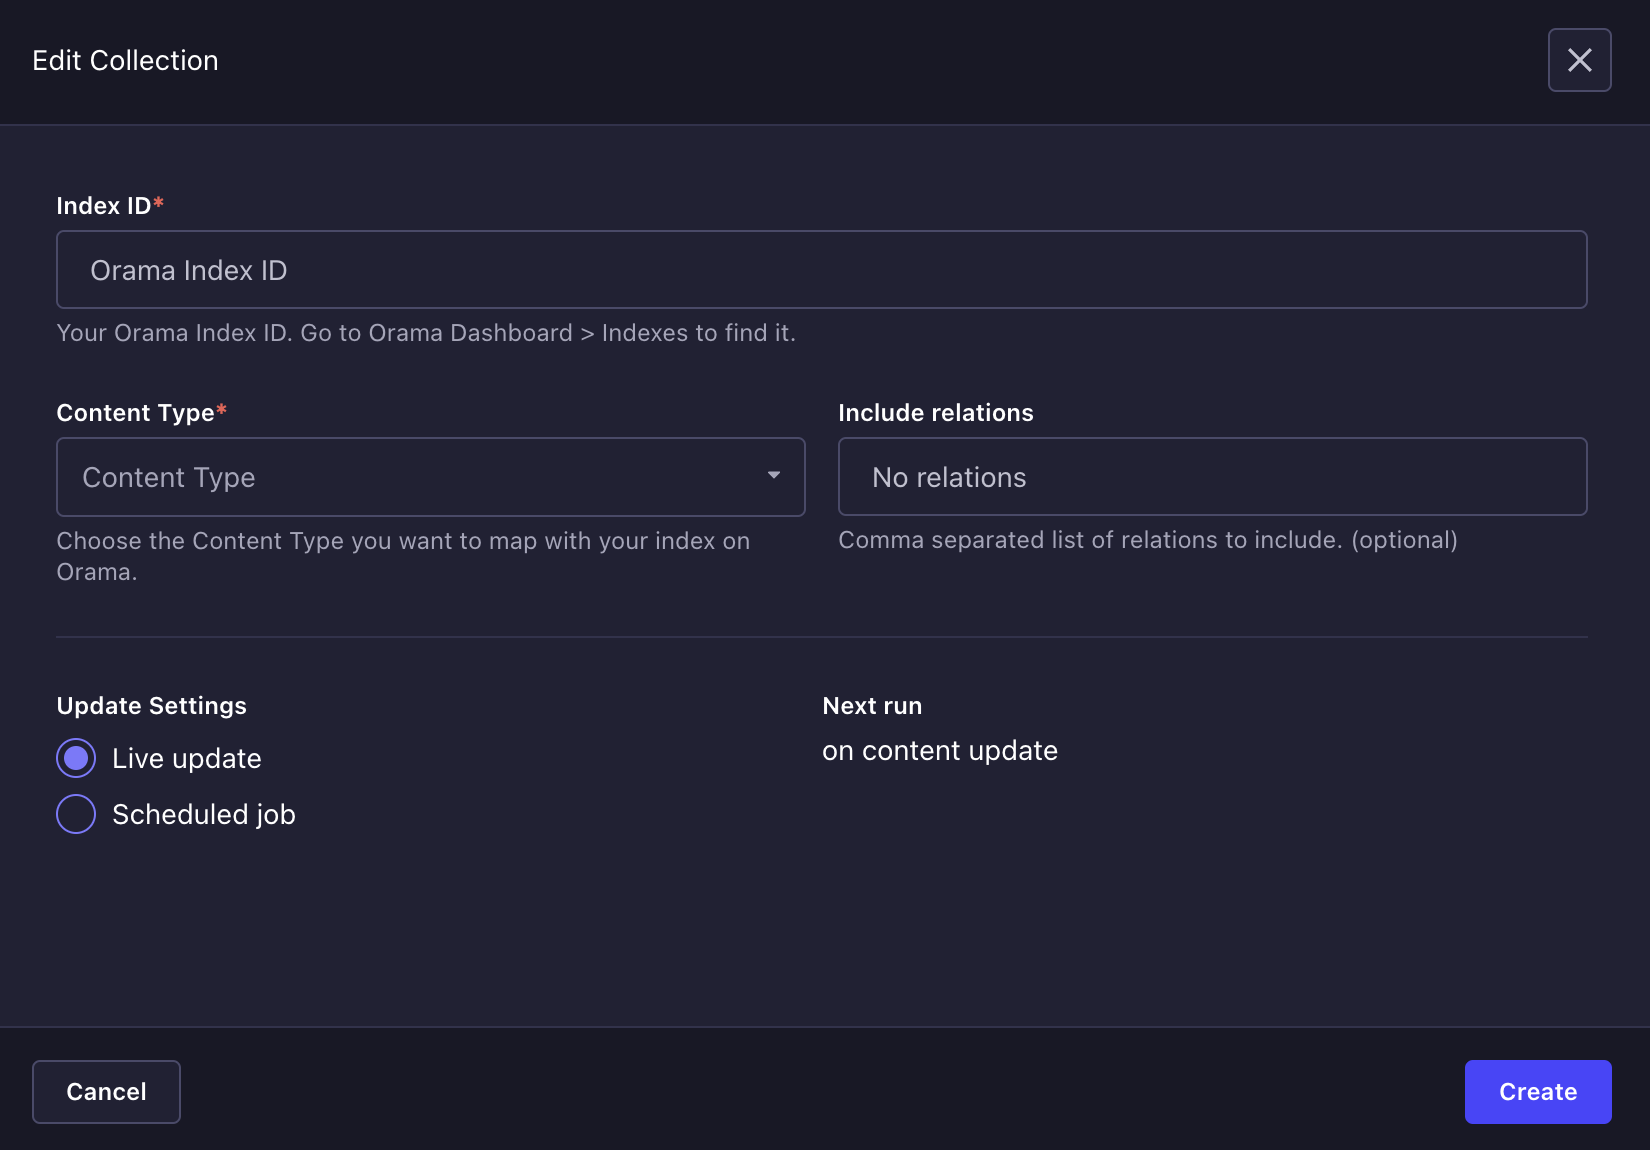 Edit Collection
Index ID*
Orama Index ID
Your Orama Index ID. Go to Orama Dashboard > Indexes to find it.
Content Type*
Content Type
Choose the Content Type you want to map with your index on
Orama.
Include relations
No relations
Comma separated list of relations to include. (optional)
Update Settings
Live update
Scheduled job
Next run
on content update
Cancel
Create